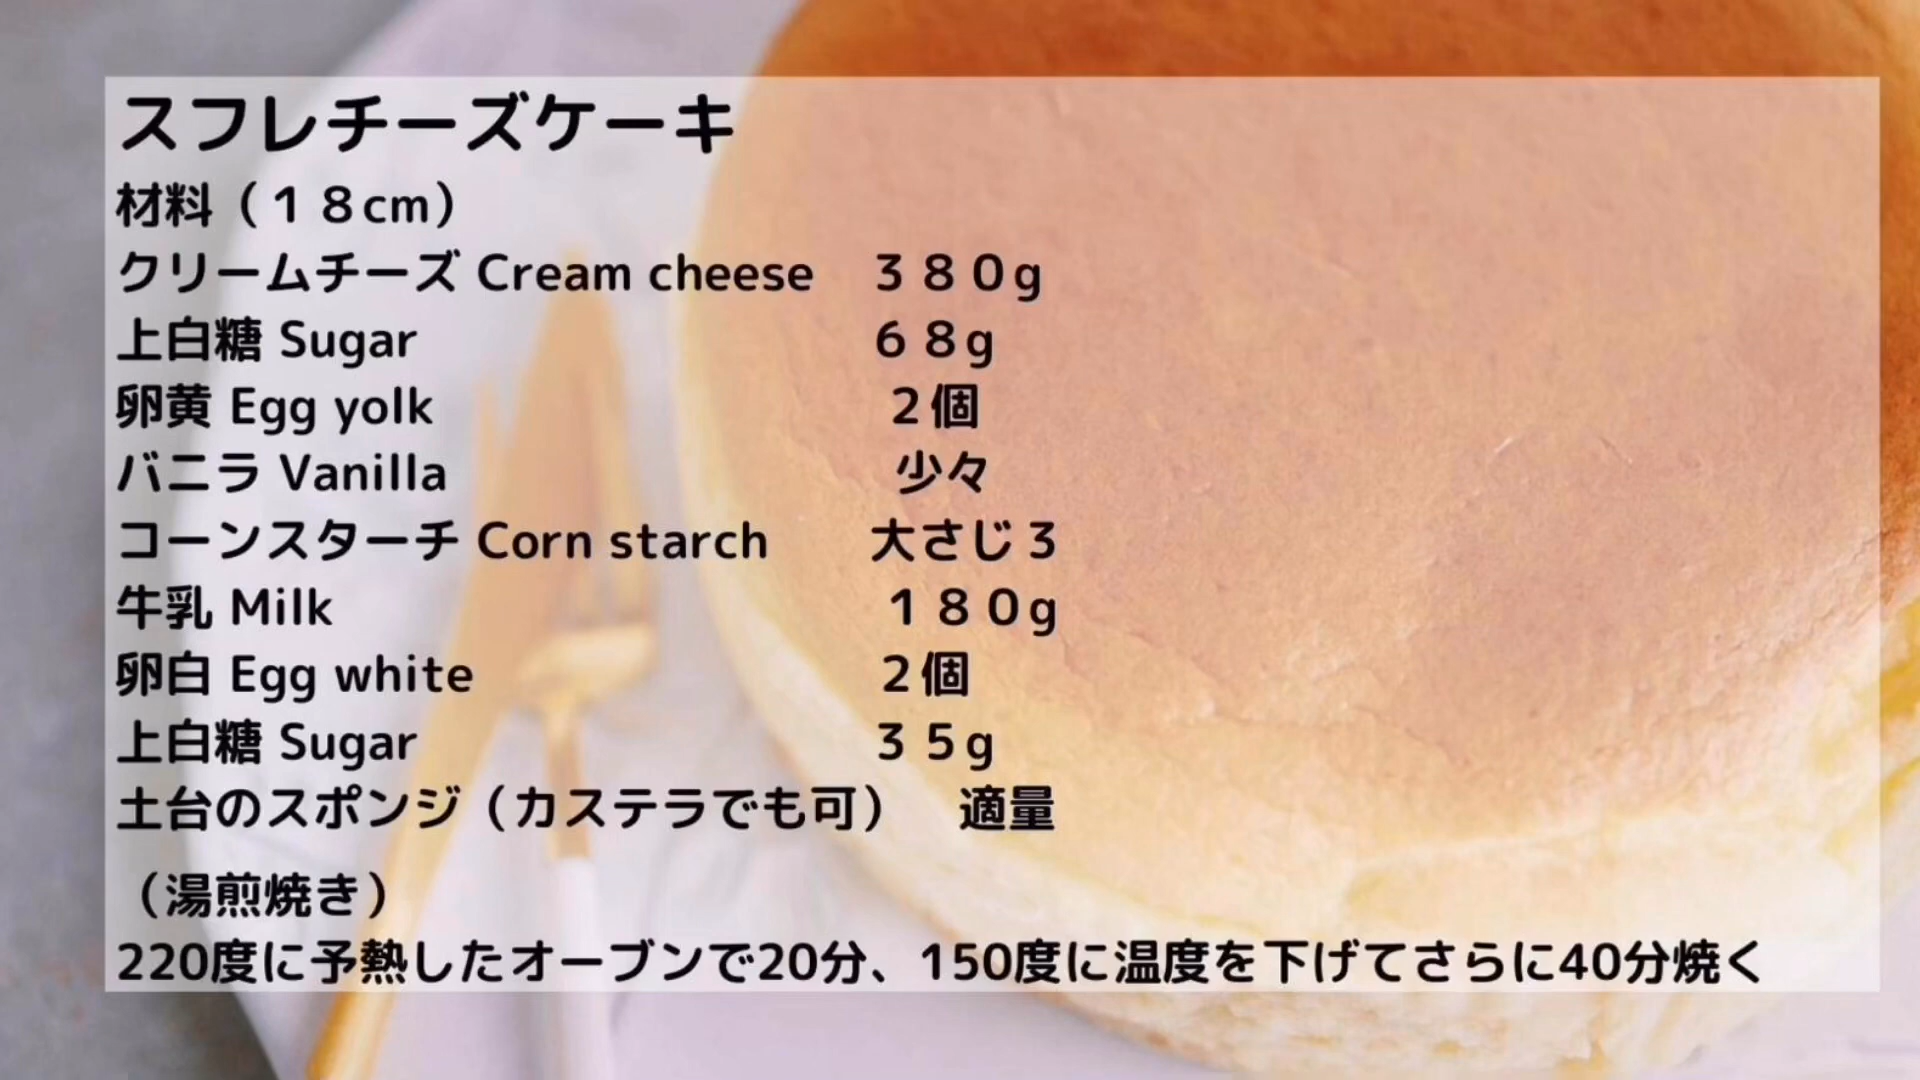 スフレチーズケーキ
材料（１８cm）
クリームチーズ Cream cheese　３８０g
上白糖 Sugar　６８g
卵黄 Egg yolk　２個
バニラ Vanilla　少々
コーンスターチ Corn starch　大さじ３
牛乳 Milk　１８０g
卵白 Egg white　２個
上白糖 Sugar　３５g
土台のスポンジ（カステラでも可）　適量
（湯煎焼き）
220度に予熱したオーブンで20分、150度に温度を下げてさらに40分焼く